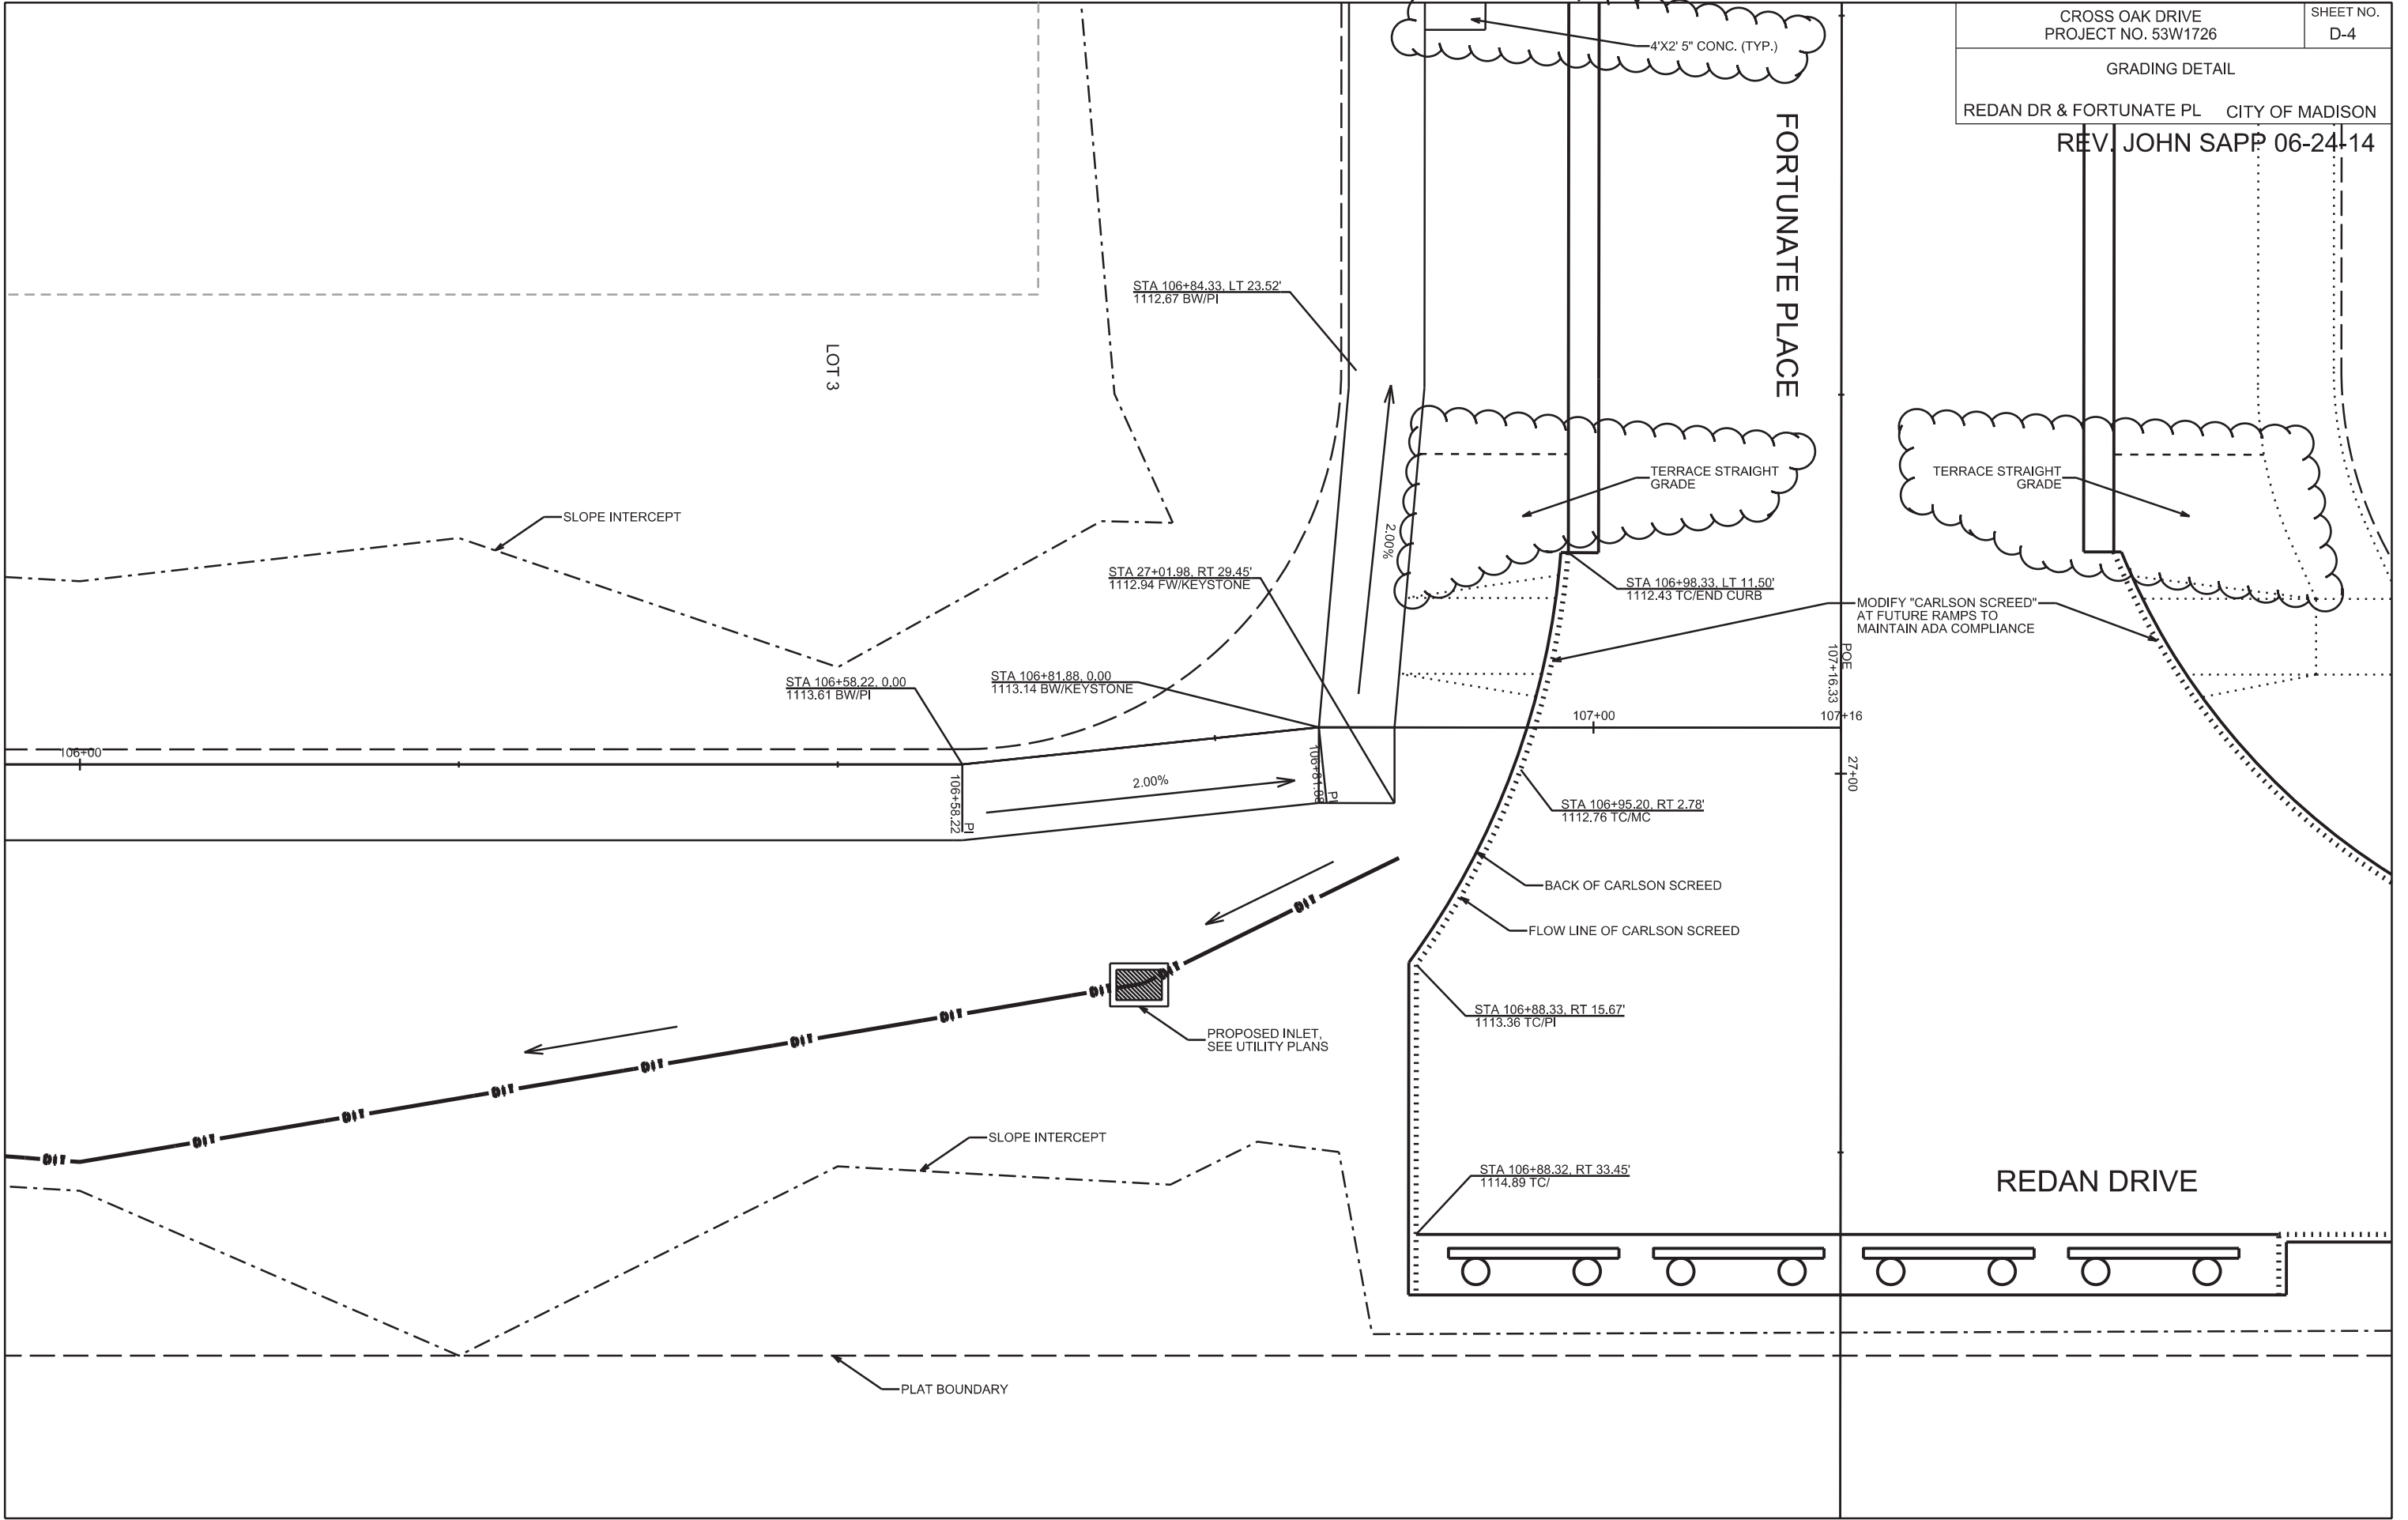 CROSS OAK DRIVE
PROJECT NO. 53W1726
SHEET NO.
D-4
GRADING DETAIL
REDAN DR & FORTUNATE PL CITY OF MADISON
REV. JOHN SAPP 06-24-14
4'X2' 5" CONC. (TYP.)
FORTUNATE PLACE
STA 106+84.33, LT 23.52'
1112.67 BW/PI
LOT 3
TERRACE STRAIGHT
GRADE
TERRACE STRAIGHT
GRADE
SLOPE INTERCEPT
2.00%
STA 27+01.98, RT 29.45'
1112.94 FW/KEYSTONE
STA 106+98.33, LT 11.50'
1112.43 TC/END CURB
MODIFY "CARLSON SCREED"
AT FUTURE RAMPS TO
MAINTAIN ADA COMPLIANCE
POE
107+16.33
STA 106+58.22, 0.00
1113.61 BW/PI
STA 106+81.88, 0.00
1113.14 BW/KEYSTONE
107+00
107+16
106+00
27+00
2.00%
106+58.22
PI
106+81.88
PI
STA 106+95.20, RT 2.78'
1112.76 TC/MC
BACK OF CARLSON SCREED
FLOW LINE OF CARLSON SCREED
STA 106+88.33, RT 15.67'
1113.36 TC/PI
PROPOSED INLET,
SEE UTILITY PLANS
SLOPE INTERCEPT
STA 106+88.32, RT 33.45'
1114.89 TC/
REDAN DRIVE
PLAT BOUNDARY